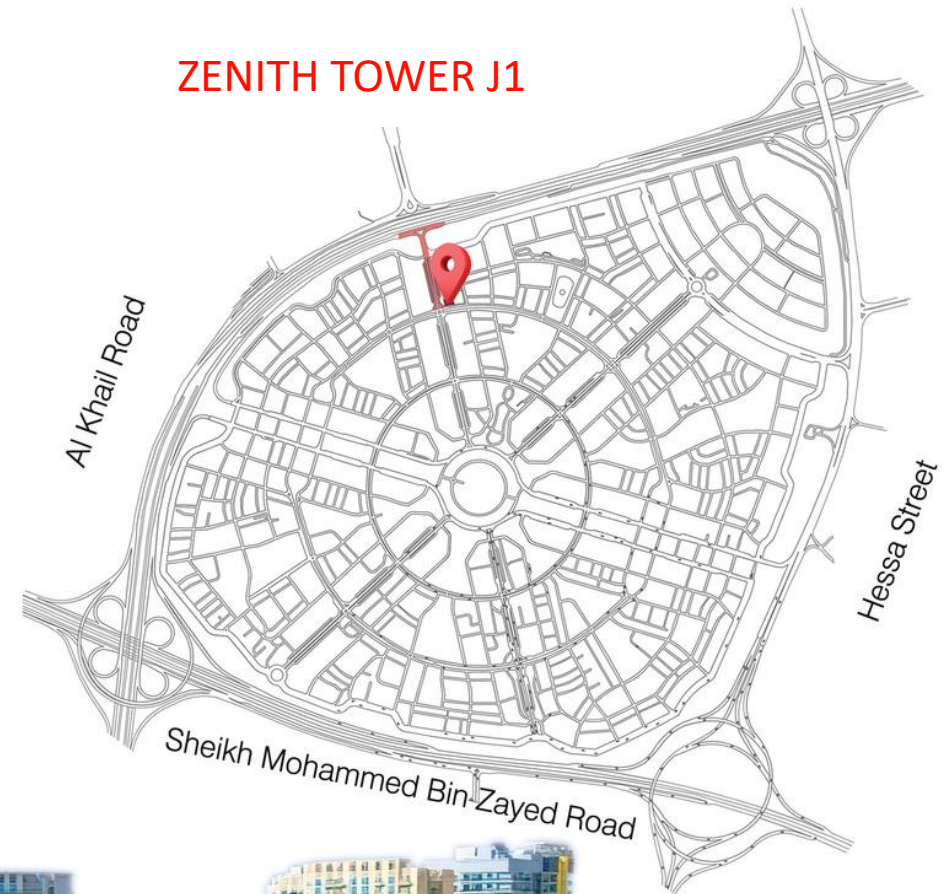 ZENITH TOWER J1
Al Khail Road
Hessa Street
Sheikh Mohammed Bin Zayed Road